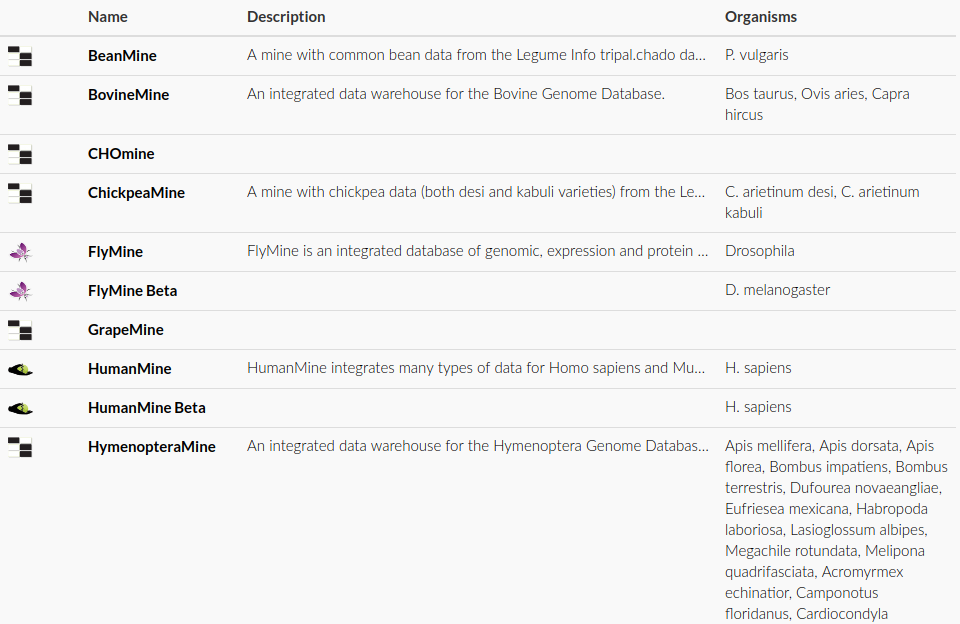 Name Description Organisms
BeanMine A mine with common bean data from the Legume Info tripal.chado da... P. vulgaris
BovineMine An integrated data warehouse for the Bovine Genome Database. Bos taurus, Ovis aries, Capra
hircus
CHOmine
ChickpeaMine A mine with chickpea data (both desi and kabuli varieties) from the Le... C. arietinum desi, C. arietinum
kabuli
FlyMine FlyMine is an integrated database of genomic, expression and protein ... Drosophila
FlyMine Beta D. melanogaster
GrapeMine
HumanMine HumanMine integrates many types of data for Homo sapiens and Mu... H. sapiens
HumanMine Beta H. sapiens
HymenopteraMine An integrated data warehouse for the Hymenoptera Genome Databas... Apis mellifera, Apis dorsata, Apis
florea, Bombus impatiens, Bombus
terrestris, Dufourea novaeangliae,
Eufriesea mexicana, Habropoda
laboriosa, Lasioglossum albipes,
Megachile rotundata, Melipona
quadrifasciata, Acromyrmex
echinatior, Camponotus
floridanus, Cardiocondyla